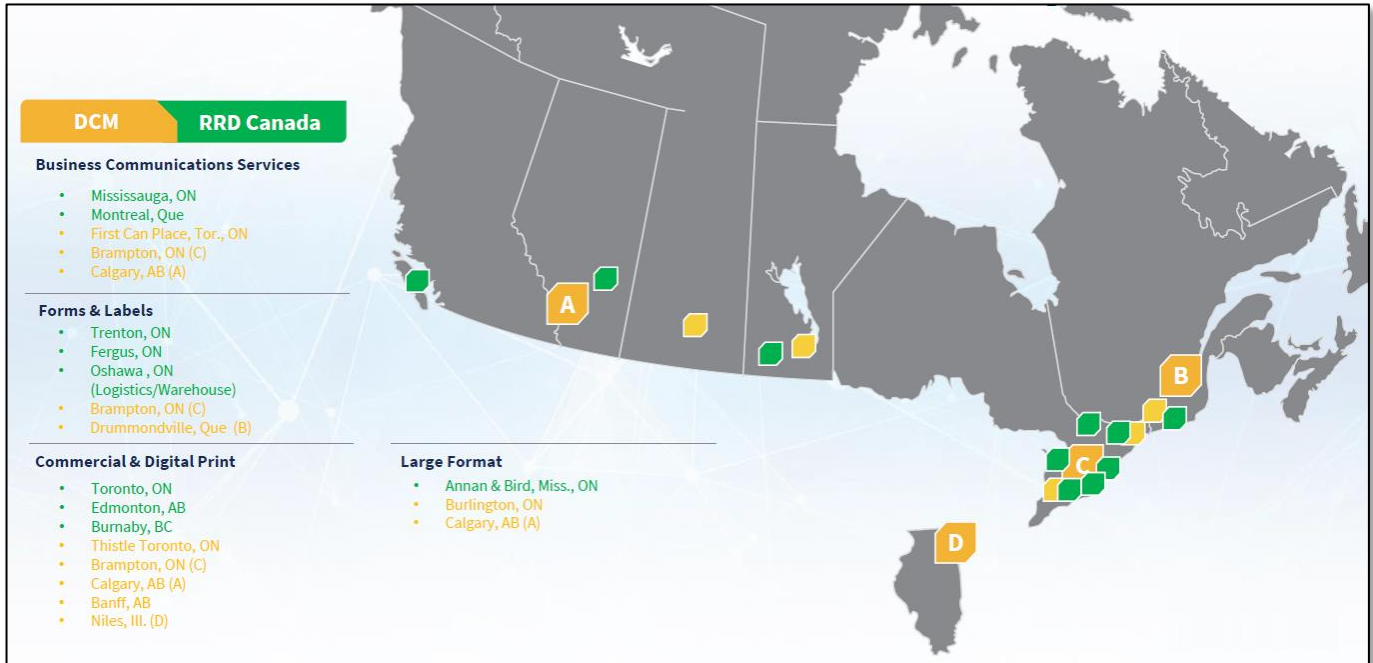 DCM
RRD Canada
Business Communications Services
• Mississauga, ON
• Montreal, Que
• First Can Place, Tor., ON
• Brampton, ON (C)
• Calgary, AB (A)
Forms & Labels
• Trenton, ON
• Fergus, ON
• Oshawa , ON
(Logistics/Warehouse)
• Brampton, ON (C)
• Drummondville, Que (B)
Commercial & Digital Print
• Toronto, ON
• Edmonton, AB
• Burnaby, BC
• Thistle Toronto, ON
• Brampton, ON (C)
• Calgary, AB (A)
• Banff, AB
• Niles, Ill. (D)
Large Format
• Annan & Bird, Miss., ON
• Burlington, ON
• Calgary, AB (A)
A
B
C
D